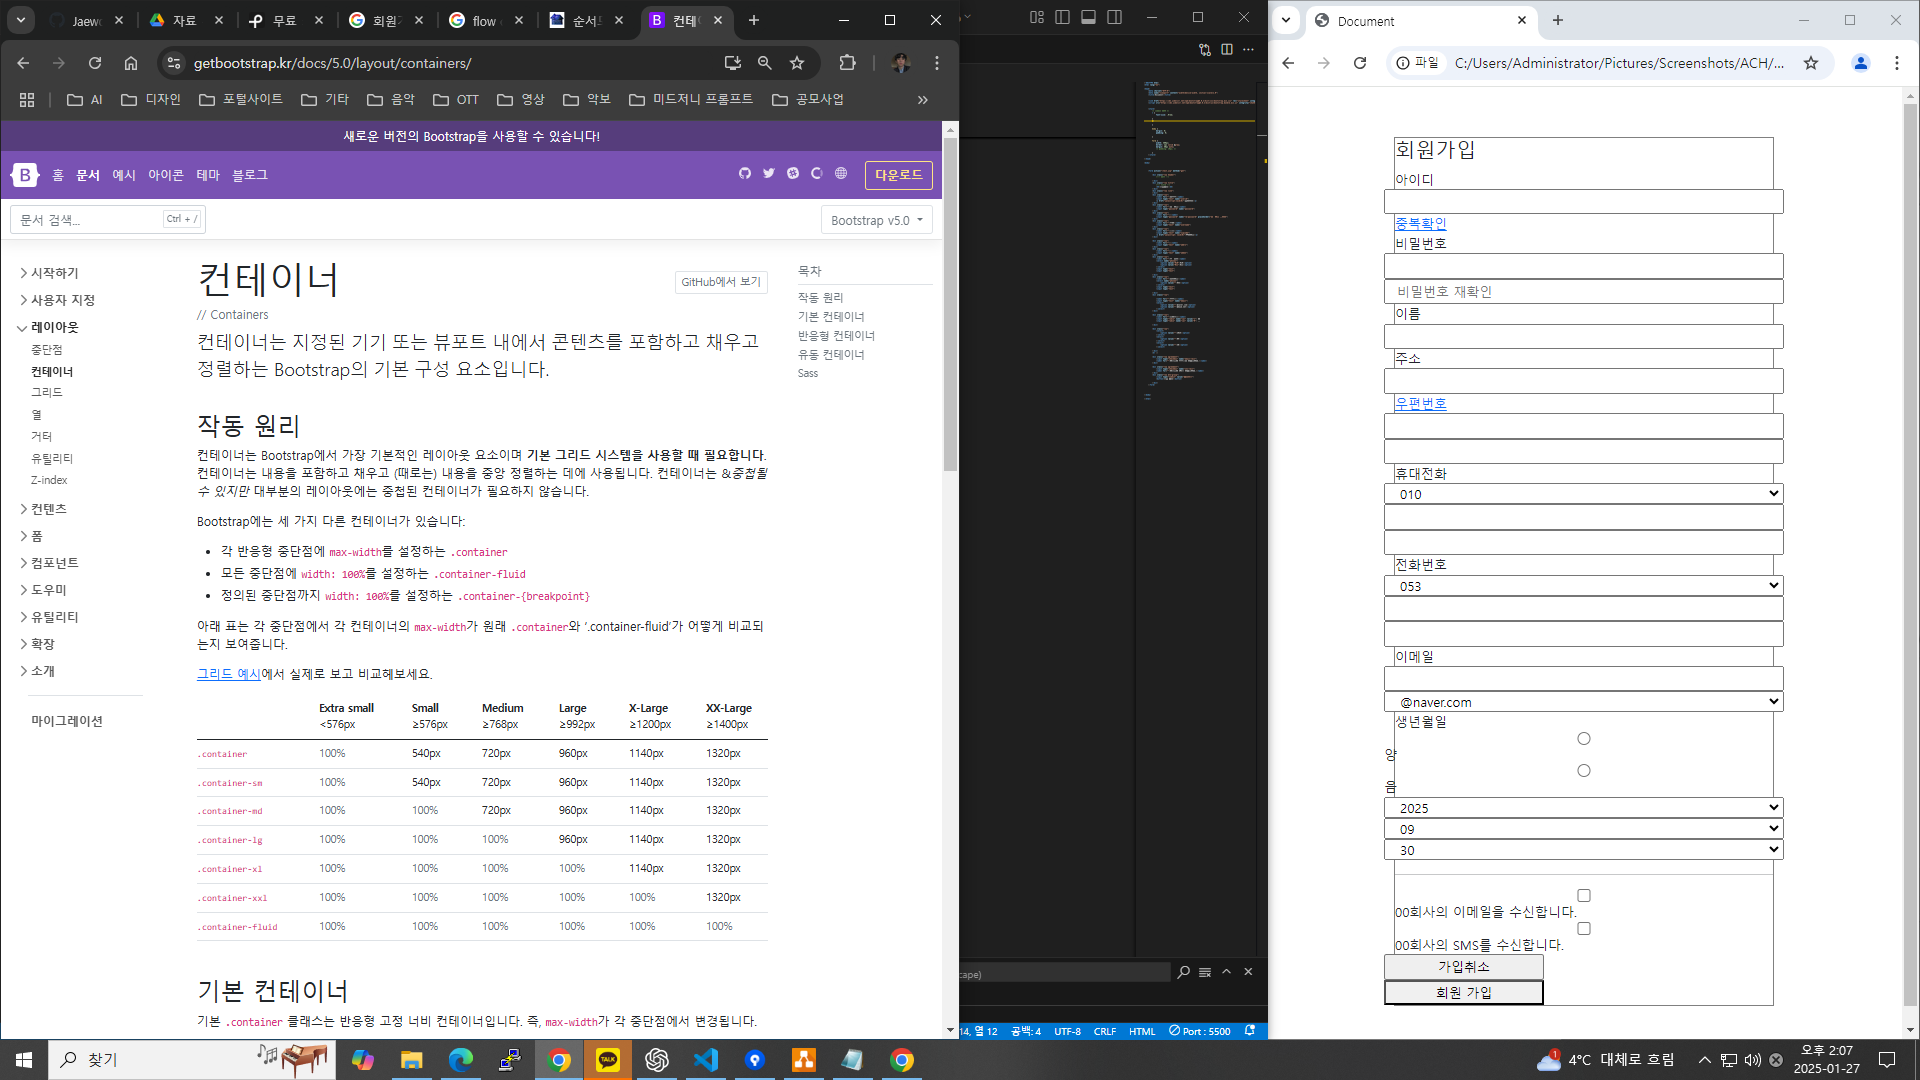 Jaew
자료
무료
회원가
flow
순서도
컨테이
getbootstrap.kr/docs/5.0/layout/containers/
AI
디자인
포털사이트
기타
음악
OTT
영상
악보
미드저니 프롬프트
공모사업
새로운 버전의 Bootstrap을 사용할 수 있습니다!
B
홈
문서
예시
아이콘
테마
블로그
다운로드
문서 검색...
Ctrl + /
Bootstrap v5.0
시작하기
사용자 지정
레이아웃
중단점
컨테이너
그리드
열
거터
유틸리티
Z-index
컨텐츠
폼
컴포넌트
도우미
유틸리티
확장
소개
마이그레이션
컨테이너
GitHub에서 보기
// Containers
컨테이너는 지정된 기기 또는 뷰포트 내에서 콘텐츠를 포함하고 채우고
정렬하는 Bootstrap의 기본 구성 요소입니다.
작동 원리
컨테이너는 Bootstrap에서 가장 기본적인 레이아웃 요소이며 기본 그리드 시스템을 사용할 때 필요합니다.
컨테이너는 내용을 포함하고 채우고 (때로는) 내용을 중앙 정렬하는 데에 사용됩니다. 컨테이너는 &중첩될
수 있지만 대부분의 레이아웃에는 중첩된 컨테이너가 필요하지 않습니다.
Bootstrap에는 세 가지 다른 컨테이너가 있습니다:
각 반응형 중단점에 max-width를 설정하는 .container
모든 중단점에 width: 100%를 설정하는 .container-fluid
정의된 중단점까지 width: 100%를 설정하는 .container-{breakpoint}
아래 표는 각 중단점에서 각 컨테이너의 max-width가 원래 .container와 '.container-fluid'가 어떻게 비교되
는지 보여줍니다.
그리드 예시에서 실제로 보고 비교해보세요.
Extra small Small Medium Large X-Large XX-Large
<576px ≥576px ≥768px ≥992px ≥1200px ≥1400px
.container 100% 540px 720px 960px 1140px 1320px
.container-sm 100% 540px 720px 960px 1140px 1320px
.container-md 100% 100% 720px 960px 1140px 1320px
.container-lg 100% 100% 100% 960px 1140px 1320px
.container-xl 100% 100% 100% 100% 1140px 1320px
.container-xxl 100% 100% 100% 100% 100% 1320px
.container-fluid 100% 100% 100% 100% 100% 100%
기본 컨테이너
기본 .container 클래스는 반응형 고정 너비 컨테이너입니다. 즉, max-width가 각 중단점에서 변경됩니다.
목차
작동 원리
기본 컨테이너
반응형 컨테이너
유동 컨테이너
Sass
cape)
14, 열 12
공백: 4
UTF-8
CRLF
HTML
Port : 5500
Document
파일
C:/Users/Administrator/Pictures/Screenshots/ACH/...
회원가입
아이디
중복확인
비밀번호
비밀번호 재확인
이름
주소
우편번호
휴대전화
010
전화번호
053
이메일
@naver.com
생년월일
양
음
2025
09
30
00회사의 이메일을 수신합니다.
00회사의 SMS를 수신합니다.
가입취소
회원 가입
찾기
TALK
1
4°C 대체로 흐림
오후 2:07
2025-01-27